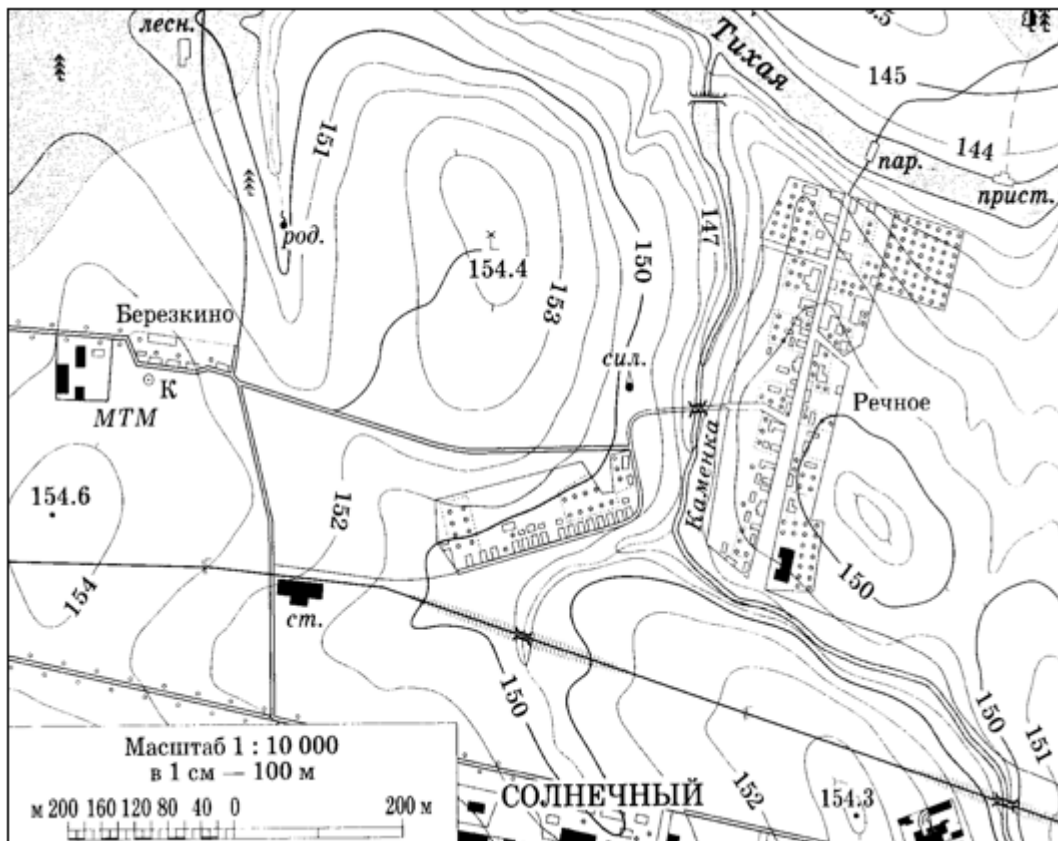 лесн.
Тихая
145
144
пар.
прист.
151
род.
154.4
147
150
153
Березкино
К
МТМ
сил.
Речное
Каменка
154.6
152
154
150
ст.
150
150
151
Масштаб 1 : 10 000
в 1 см — 100 м
м 200 160 120 80 40 0 200 м
СОЛНЕЧНЫЙ
152
154.3